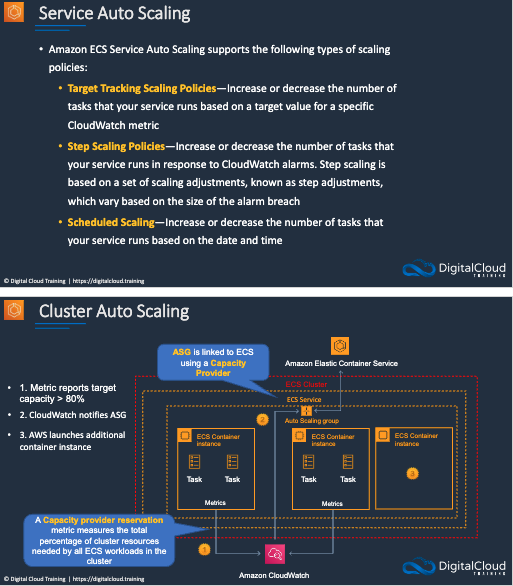 Service Auto Scaling
• Amazon ECS Service Auto Scaling supports the following types of scaling
policies:
• Target Tracking Scaling Policies—Increase or decrease the number of
tasks that your service runs based on a target value for a specific
CloudWatch metric
• Step Scaling Policies—Increase or decrease the number of tasks that
your service runs in response to CloudWatch alarms. Step scaling is
based on a set of scaling adjustments, known as step adjustments,
which vary based on the size of the alarm breach
• Scheduled Scaling—Increase or decrease the number of tasks that
your service runs based on the date and time
© Digital Cloud Training | https://digitalcloud.training
DigitalCloud
TRAINING
Cluster Auto Scaling
ASG is linked to ECS
using a Capacity
Provider
Amazon Elastic Container Service
• 1. Metric reports target
capacity > 80%
• 2. CloudWatch notifies ASG
• 3. AWS launches additional
container instance
ECS Cluster
ECS Service
2
Auto Scaling group
ECS Container
instance
Task
Task
Metrics
ECS Container
instance
Task
Task
Metrics
ECS Container
instance
3
A Capacity provider reservation
metric measures the total
percentage of cluster resources
needed by all ECS workloads in the
cluster
1
Amazon CloudWatch
© Digital Cloud Training | https://digitalcloud.training
DigitalCloud
TRAINING